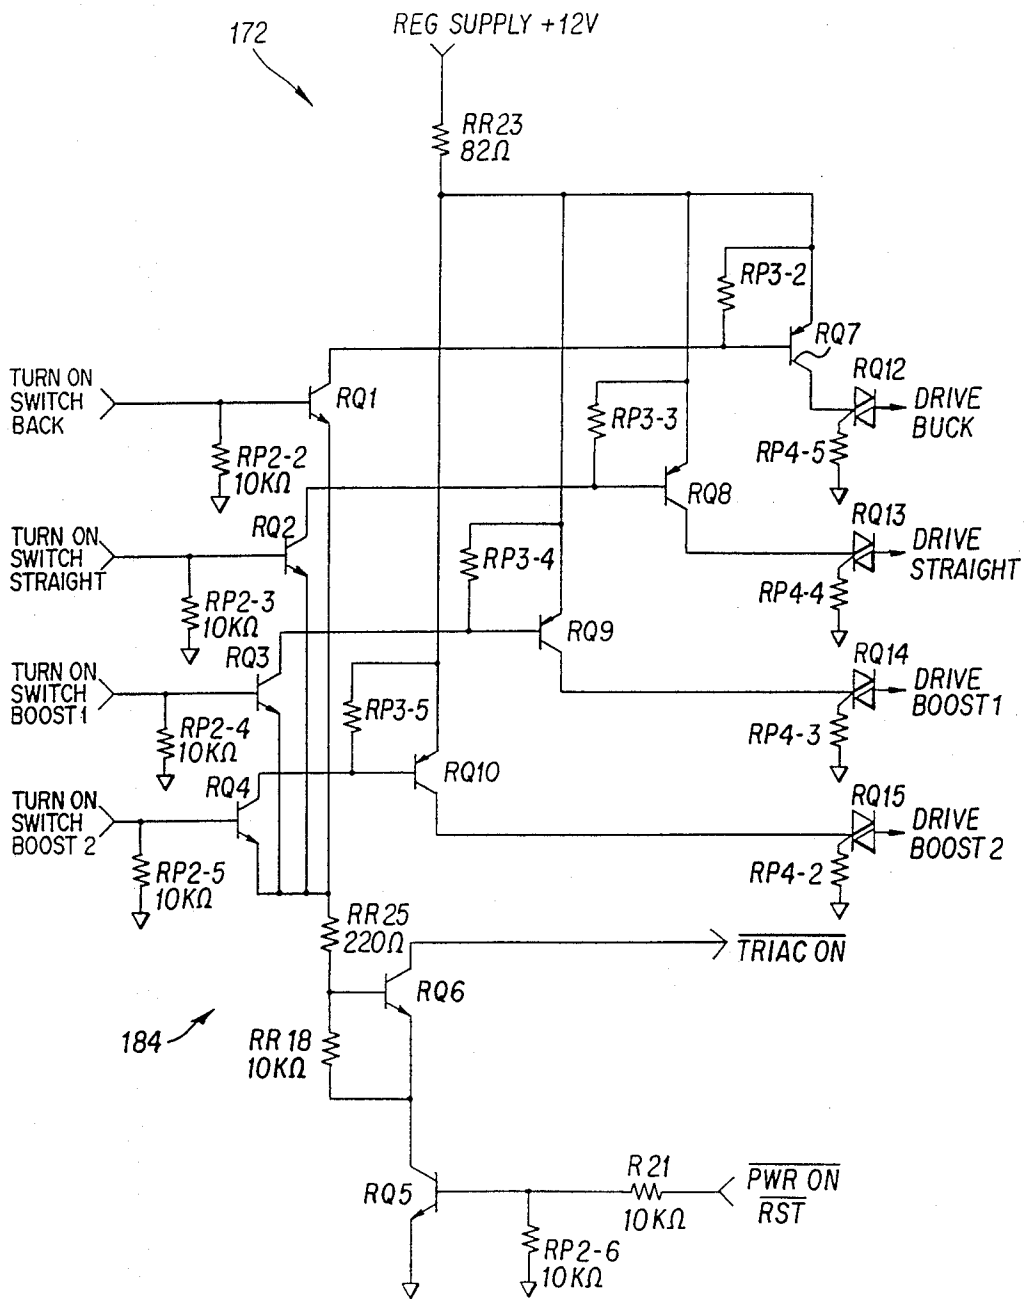 172
REG SUPPLY +12V
RR23
82Ω
RP3-2
RQ7
TURN ON
SWITCH
BACK
RQ1
RQ12
DRIVE
BUCK
RP3-3
RP2-2
10KΩ
RP4-5
RQ8
TURN ON
SWITCH
STRAIGHT
RQ2
RQ13
DRIVE
STRAIGHT
RP3-4
RP2-3
10KΩ
RP4-4
RQ9
TURN ON
SWITCH
BOOST1
RQ3
RQ14
DRIVE
BOOST1
RP3-5
RP2-4
10KΩ
RP4-3
RQ10
TURN ON
SWITCH
BOOST 2
RQ4
RQ15
DRIVE
BOOST 2
RP2-5
10KΩ
RP4-2
RR25
220Ω
TRIAC ON
RQ6
184
RR18
10KΩ
RQ5
R21
10KΩ
PWR ON
RST
RP2-6
10KΩ